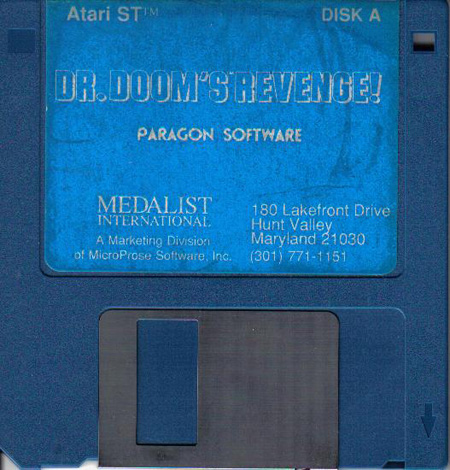 Atari ST™ DISK A
DR. DOOM'S REVENGE!
PARAGON SOFTWARE
MEDALIST
INTERNATIONAL
A Marketing Division
of MicroProse Software, Inc.
180 Lakefront Drive
Hunt Valley
Maryland 21030
(301) 771-1151